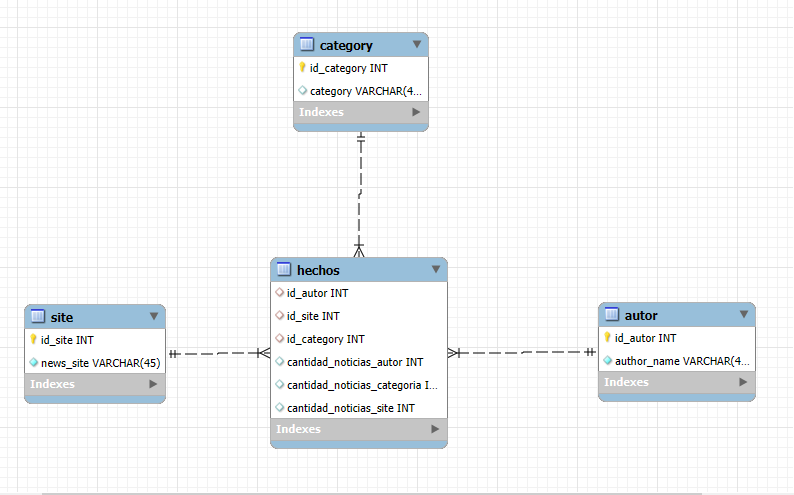 category
id_category INT
category VARCHAR(4...
Indexes
hechos
id_autor INT
id_site INT
id_category INT
cantidad_noticias_autor INT
cantidad_noticias_categoria I...
cantidad_noticias_site INT
Indexes
site
id_site INT
news_site VARCHAR(45)
Indexes
autor
id_autor INT
author_name VARCHAR(4...
Indexes